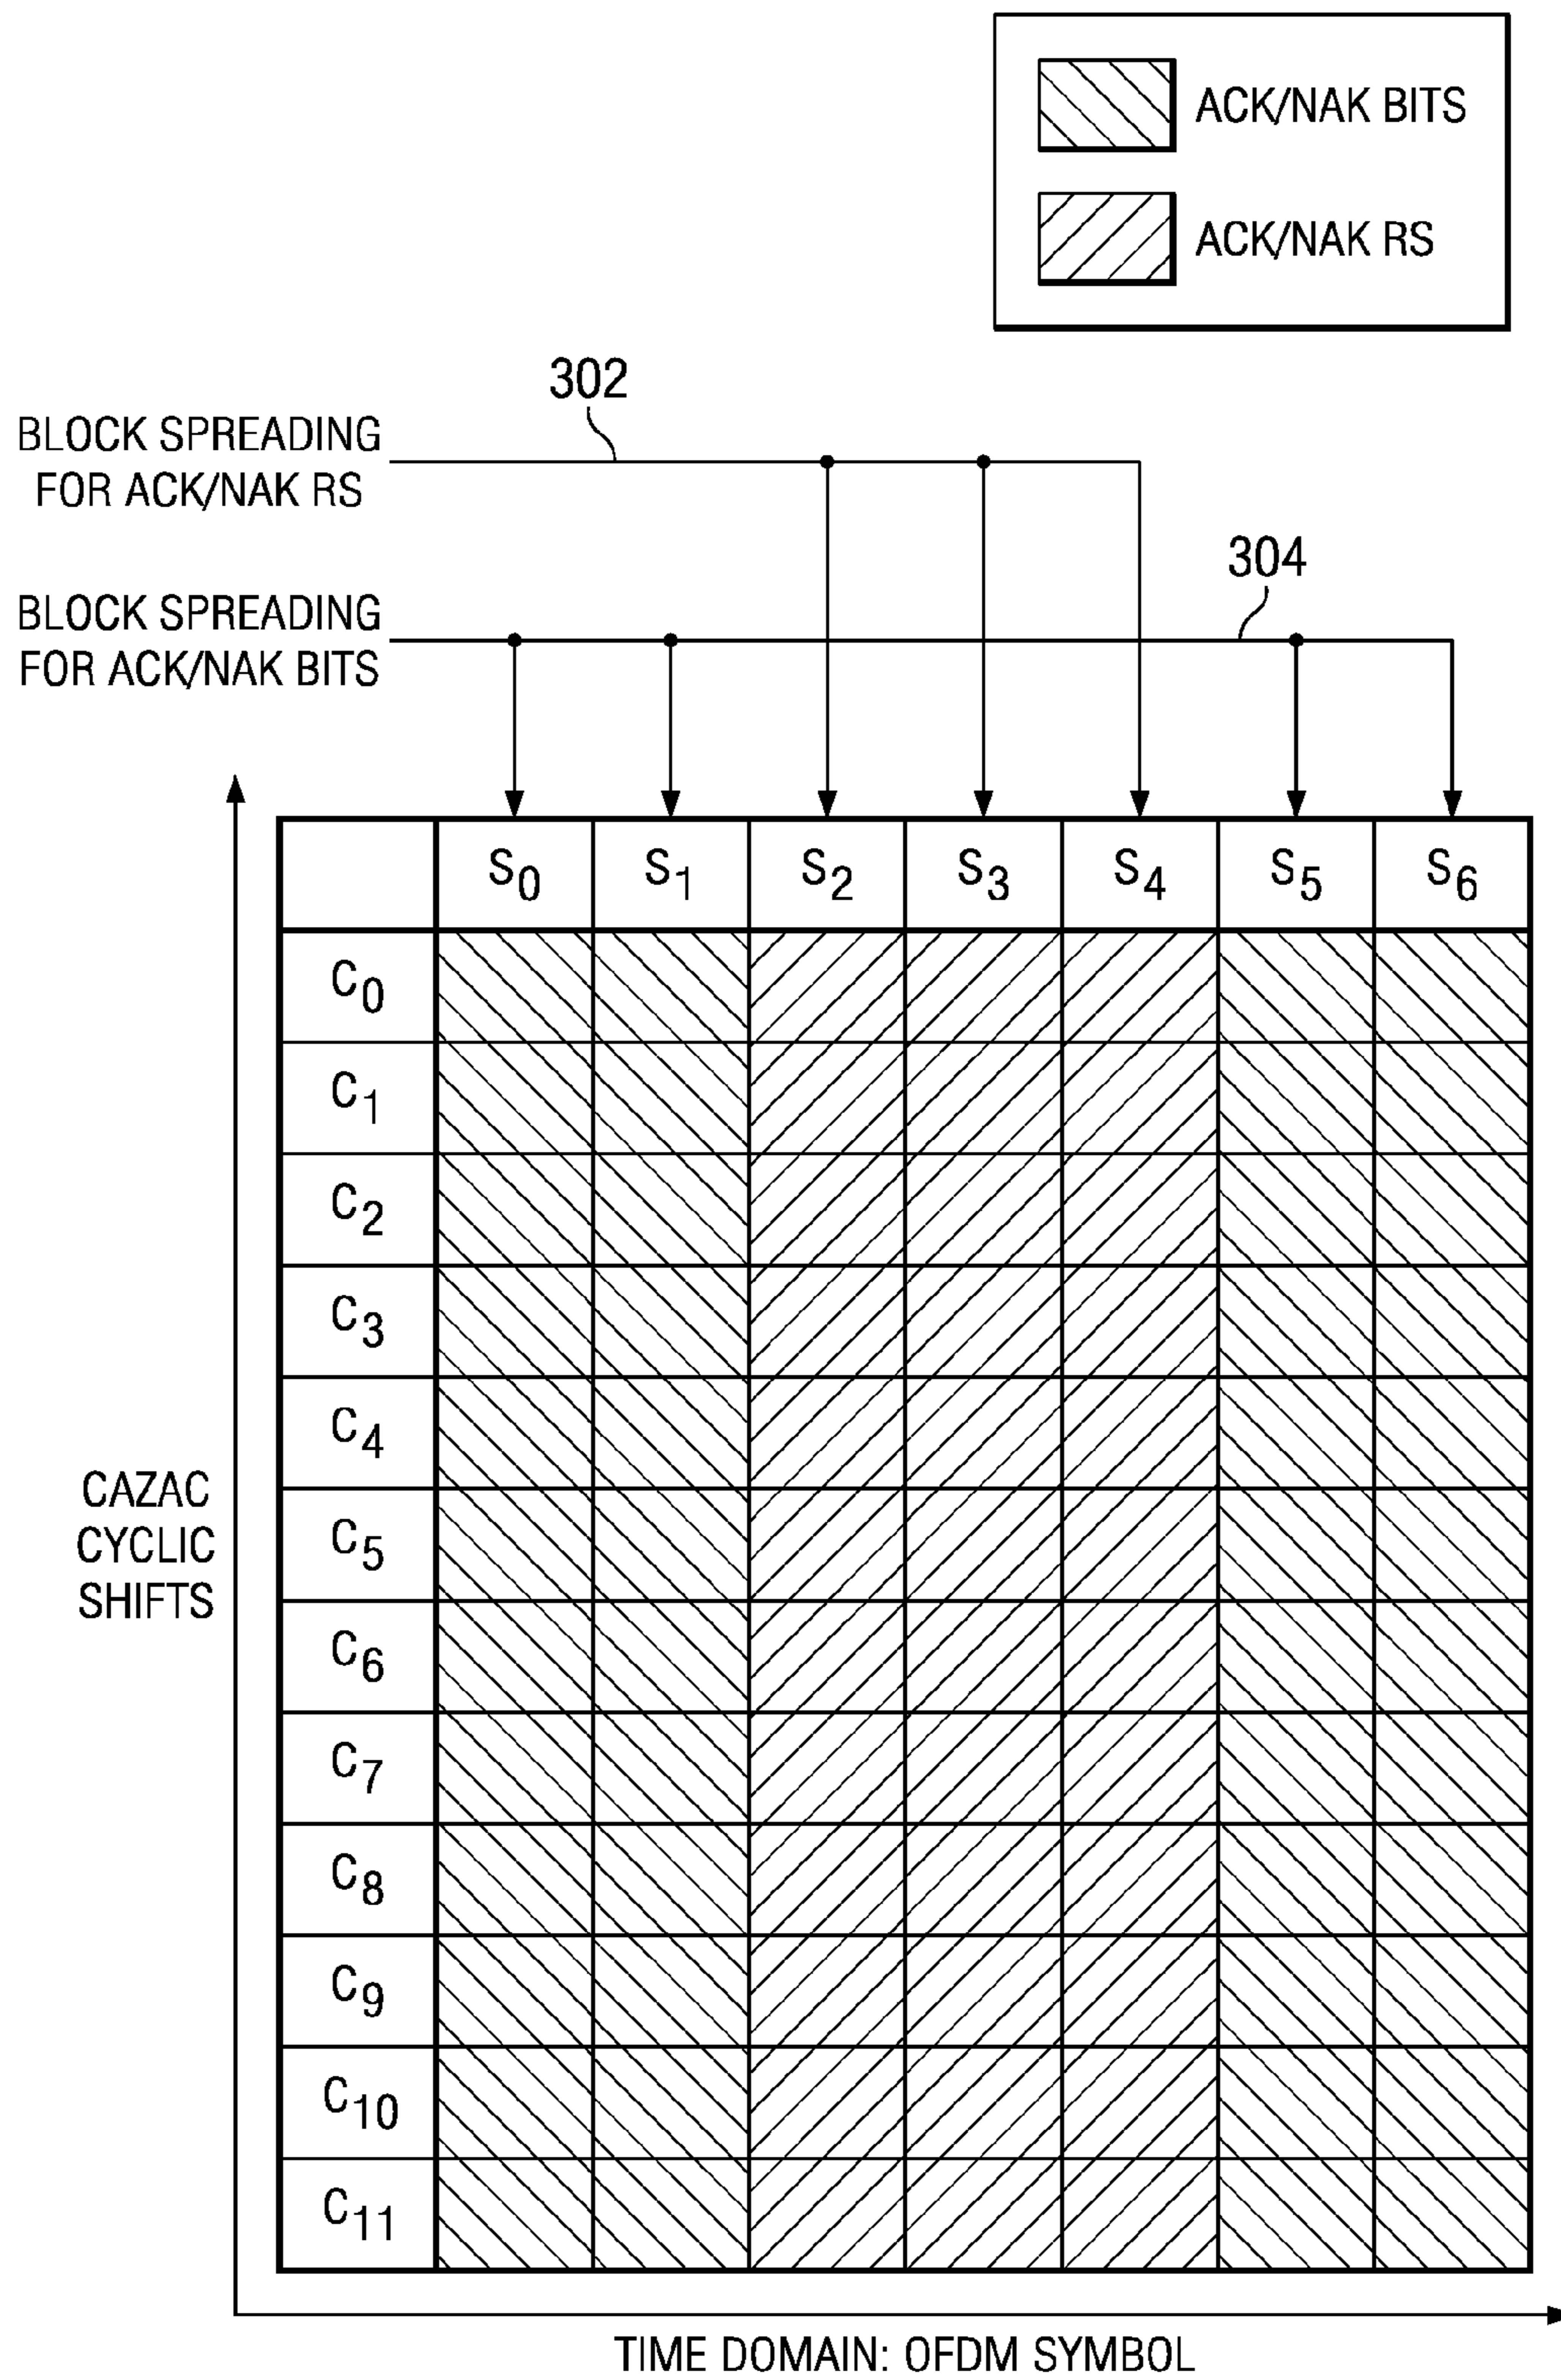 ACK/NAK BITS
ACK/NAK RS
302
BLOCK SPREADING
FOR ACK/NAK RS
304
BLOCK SPREADING
FOR ACK/NAK BITS
S0 S1 S2 S3 S4 S5 S6
C0
C1
C2
C3
C4
C5
C6
C7
C8
C9
C10
C11
CAZAC
CYCLIC
SHIFTS
TIME DOMAIN: OFDM SYMBOL